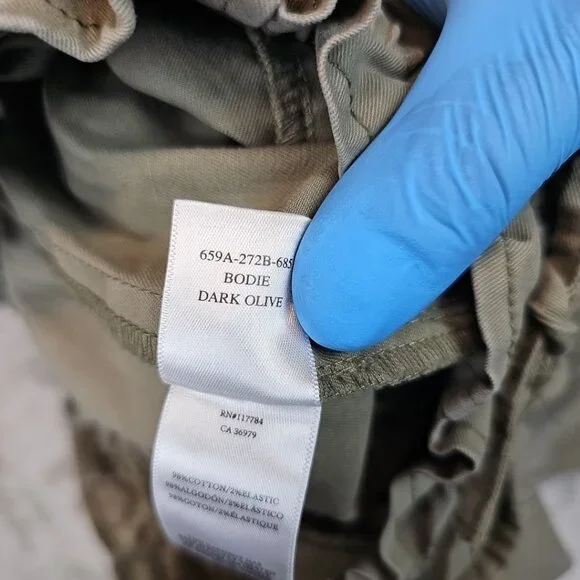 659A-272B-685
BODIE
DARK OLIVE
RN#117784
CA 36979
98%COTTON/2%ELASTIC
98%ALGODÓN/2%ELÁSTICO
98%COTON/2%ELASTIQUE